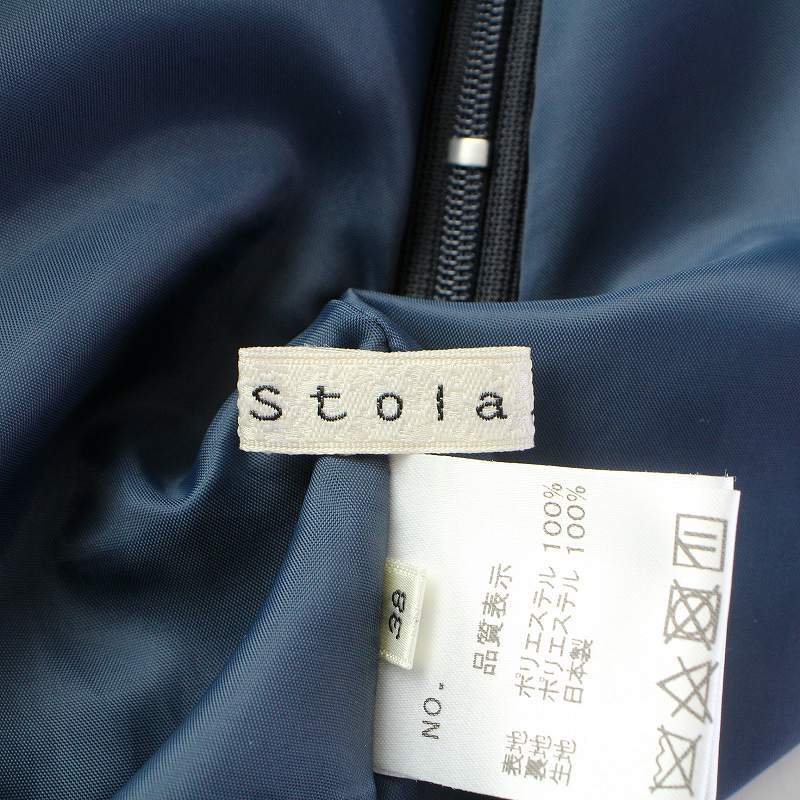 Stola.
38
NO.
品質表示
表地 ポリエステル 100%
裏地 ポリエステル 100%
生地 日本製